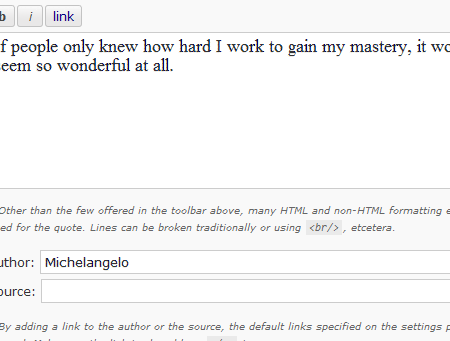 b i link
f people only knew how hard I work to gain my mastery, it wo
eem so wonderful at all.
Other than the few offered in the toolbar above, many HTML and non-HTML formatting e
ed for the quote. Lines can be broken traditionally or using <br/>, etcetera.
uthor: Michelangelo
ource:
By adding a link to the author or the source, the default links specified on the settings p